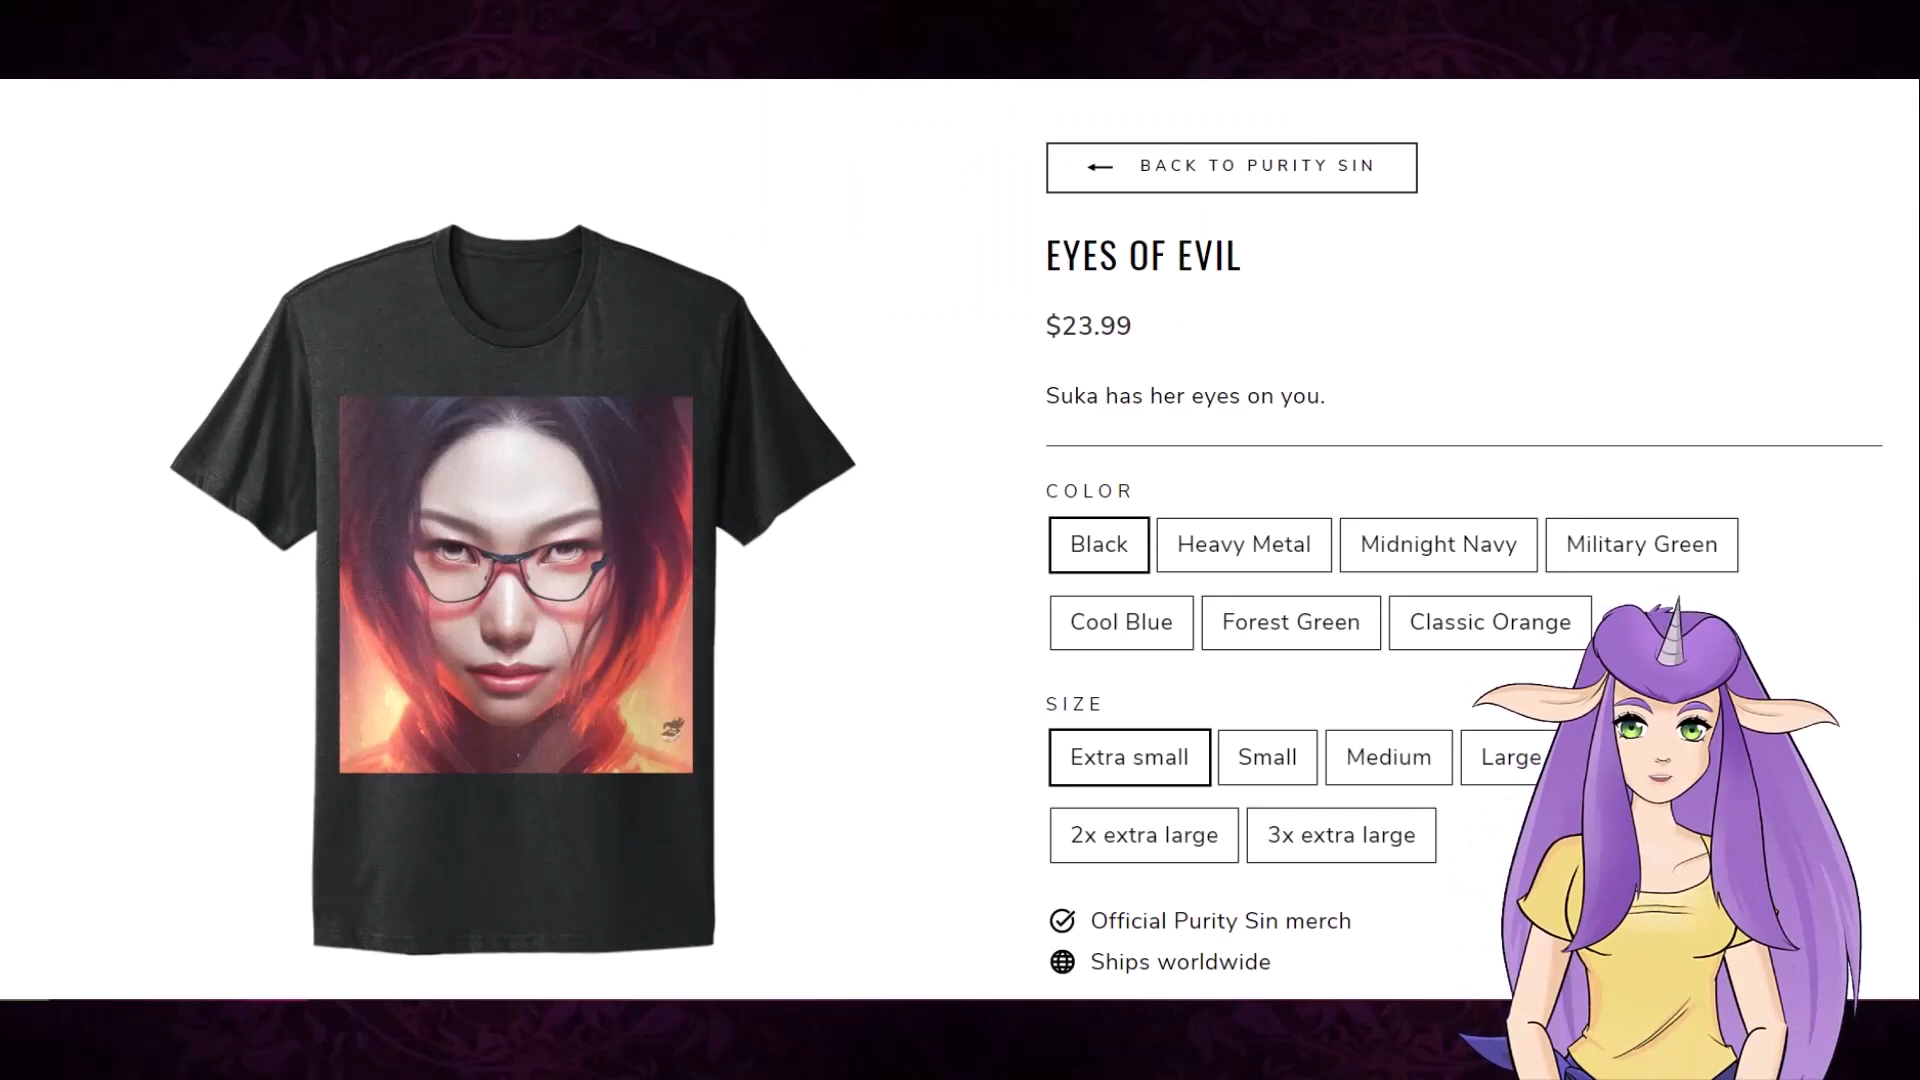 BACK TO PURITY SIN
EYES OF EVIL
$23.99
Suka has her eyes on you.
COLOR
Black Heavy Metal Midnight Navy Military Green
Cool Blue Forest Green Classic Orange
SIZE
Extra small Small Medium Large
2x extra large 3x extra large
Official Purity Sin merch
Ships worldwide